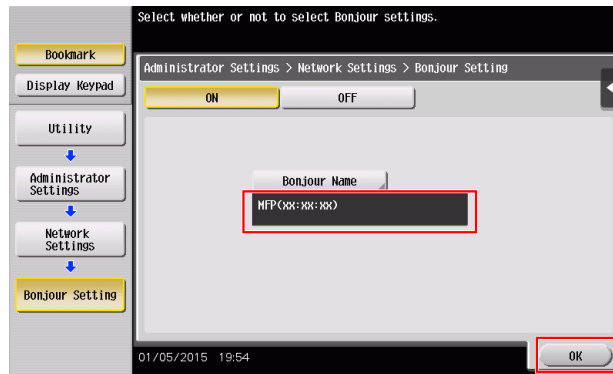 Select whether or not to select Bonjour settings.
Bookmark
Display Keypad
Utility
Administrator
Settings
Network
Settings
Bonjour Setting
Administrator Settings > Network Settings > Bonjour Setting
ON
OFF
Bonjour Name
MFP(xx:xx:xx)
01/05/2015 19:54
OK